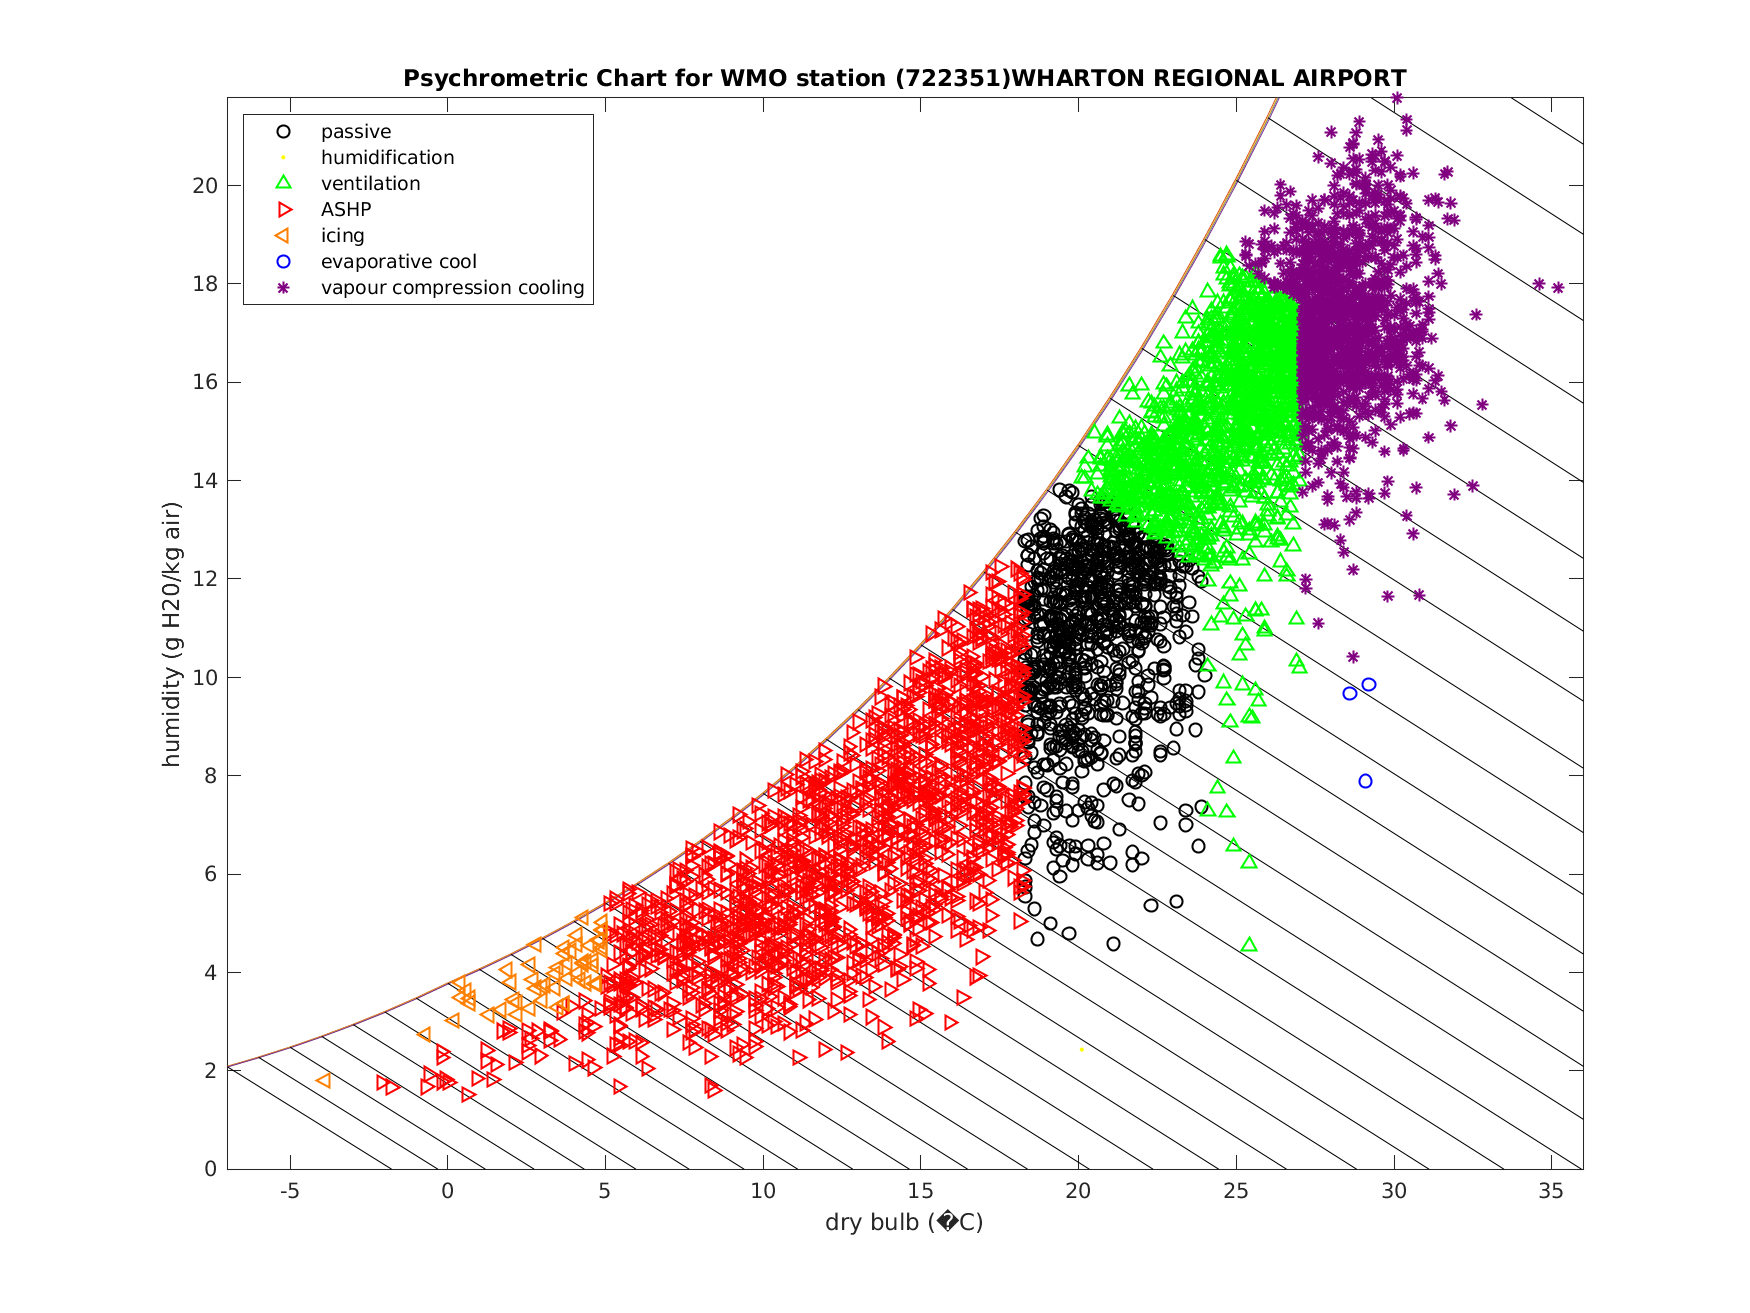 Psychrometric Chart for WMO station (722351)WHARTON REGIONAL AIRPORT
passive
humidification
ventilation
ASHP
icing
evaporative cool
vapour compression cooling
20
18
16
14
12
10
8
6
4
2
0
humidity (g H20/kg air)
-5 0 5 10 15 20 25 30 35
dry bulb (�C)